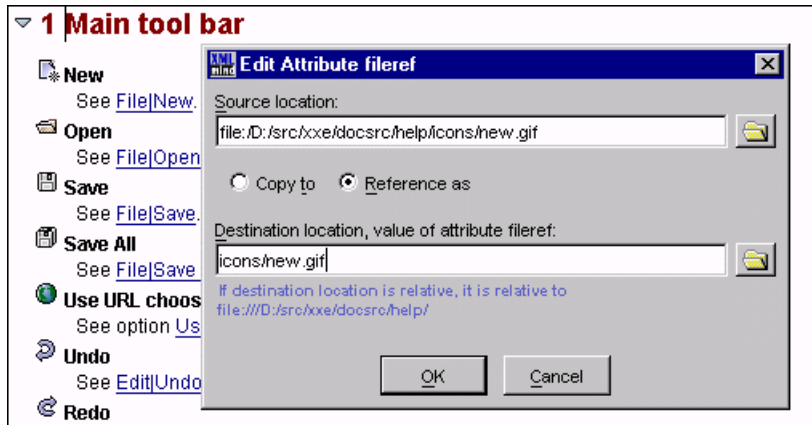 1 Main tool bar
New
See File|New.
Open
See File|Open
Save
See File|Save.
Save All
See File|Save
Use URL choos
See option Us
Undo
See Edit|Undo
Redo
XML mind Edit Attribute fileref
Source location:
file:/D:/src/xxe/docsrc/help/icons/new.gif
Copy to Reference as
Destination location, value of attribute fileref:
icons/new.gif
If destination location is relative, it is relative to
file:///D:/src/xxe/docsrc/help/
OK Cancel